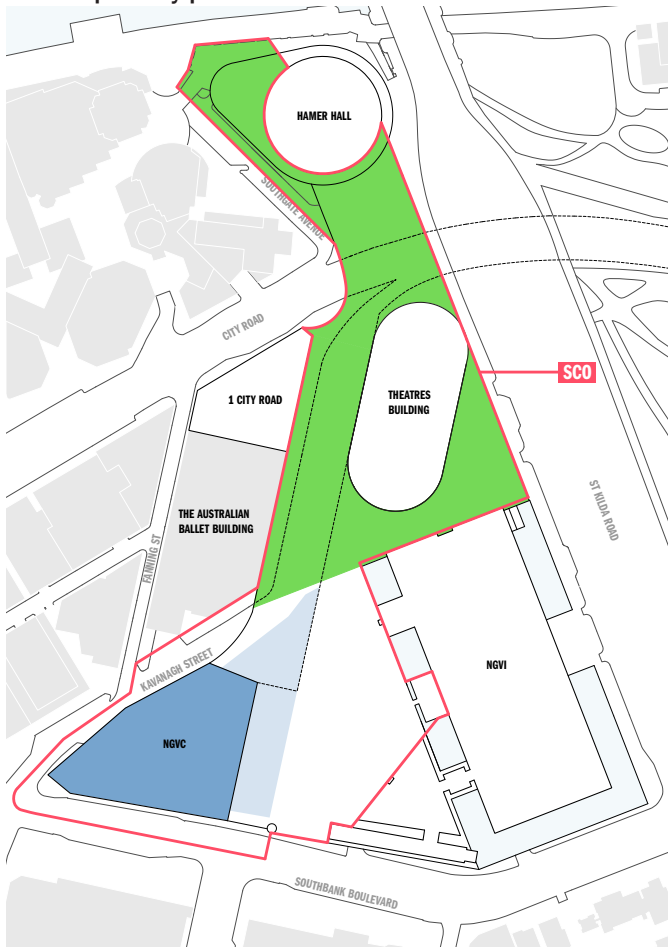 HAMER HALL
SOUTHGATE AVENUE
CITY ROAD
SCO
1 CITY ROAD
THEATRES
BUILDING
ST KILDA ROAD
THE AUSTRALIAN
BALLET BUILDING
FANNING ST
KAVANAGH STREET
NGVI
NGVC
SOUTHBANK BOULEVARD